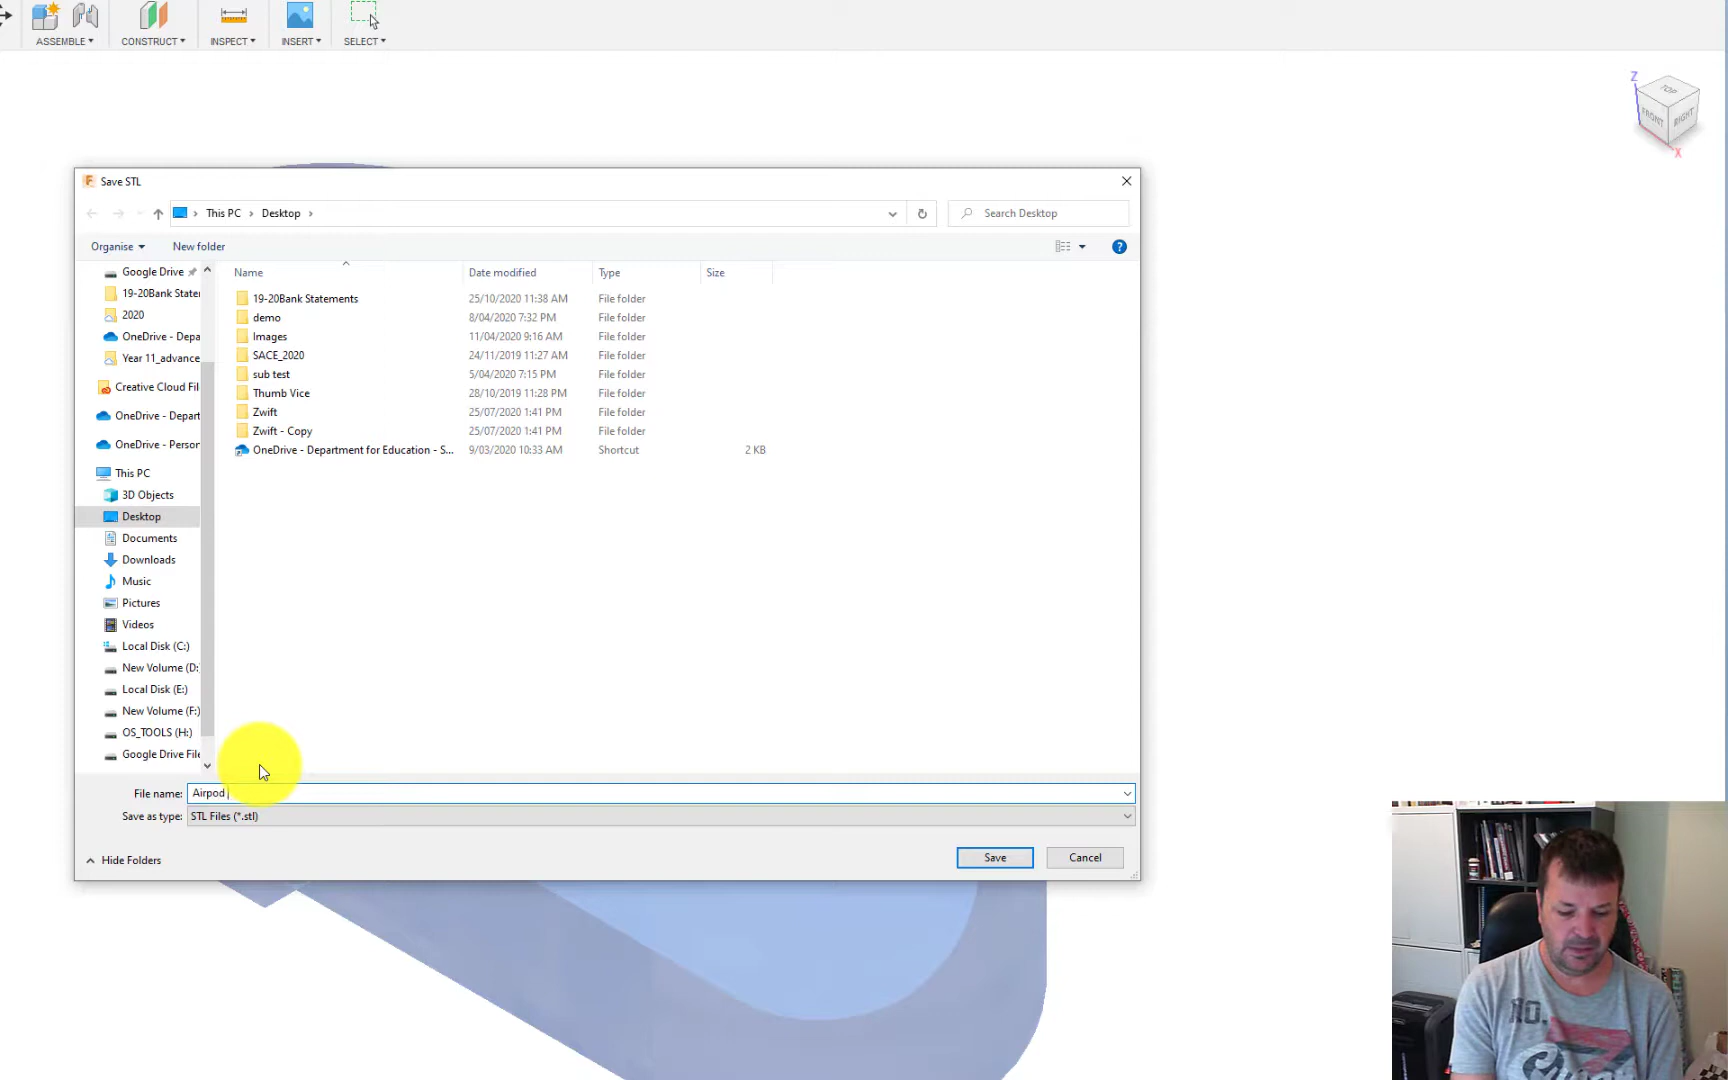 ASSEMBLE CONSTRUCT INSPECT INSERT SELECT
Z
TOP
FRONT RIGHT
X
Save STL
This PC Desktop
Search Desktop
Organise New folder
Name Date modified Type Size
Google Drive
19-20Bank Stater
2020
OneDrive - Depa
Year 11_advance
Creative Cloud Fil
OneDrive - Depart
OneDrive - Person
This PC
3D Objects
Desktop
Documents
Downloads
Music
Pictures
Videos
Local Disk (C:)
New Volume (D:
Local Disk (E:)
New Volume (F:)
OS_TOOLS (H:)
Google Drive File
19-20Bank Statements 25/10/2020 11:38 AM File folder
demo 8/04/2020 7:32 PM File folder
Images 11/04/2020 9:16 AM File folder
SACE_2020 24/11/2019 11:27 AM File folder
sub test 5/04/2020 7:15 PM File folder
Thumb Vice 28/10/2019 11:28 PM File folder
Zwift 25/07/2020 1:41 PM File folder
Zwift - Copy 25/07/2020 1:41 PM File folder
OneDrive - Department for Education - S... 9/03/2020 10:33 AM Shortcut 2 KB
File name: Airpod
Save as type: STL Files (*.stl)
Hide Folders Save Cancel
NO.